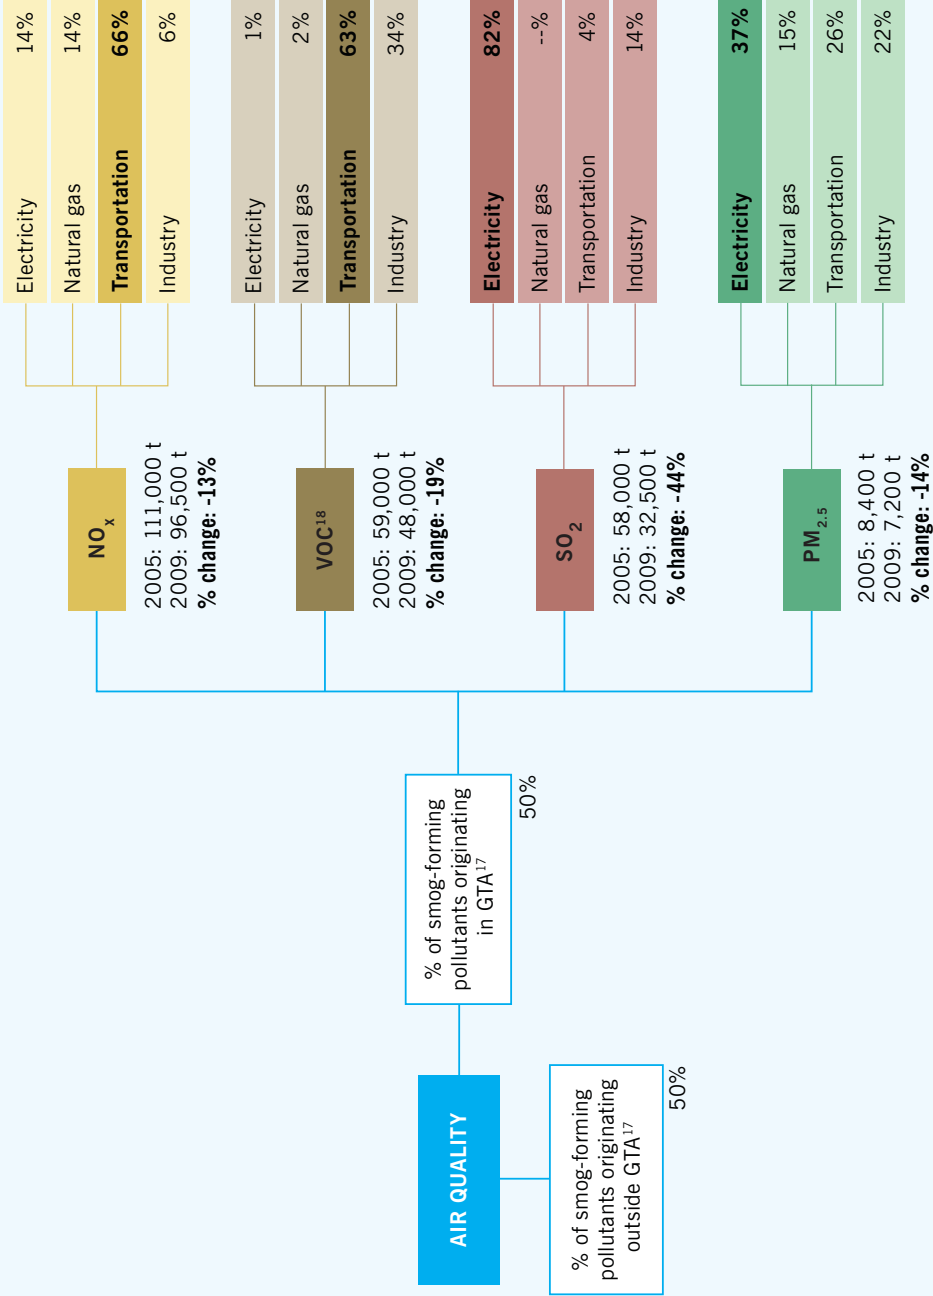 AIR QUALITY
% of smog-forming
pollutants originating
outside GTA17
50%
% of smog-forming
pollutants originating
in GTA17
50%
NOx
2005: 111,000 t
2009: 96,500 t
% change: -13%
Electricity 14%
Natural gas 14%
Transportation 66%
Industry 6%
VOC18
2005: 59,000 t
2009: 48,000 t
% change: -19%
Electricity 1%
Natural gas 2%
Transportation 63%
Industry 34%
SO2
2005: 58,000 t
2009: 32,500 t
% change: -44%
Electricity 82%
Natural gas --%
Transportation 4%
Industry 14%
PM2.5
2005: 8,400 t
2009: 7,200 t
% change: -14%
Electricity 37%
Natural gas 15%
Transportation 26%
Industry 22%